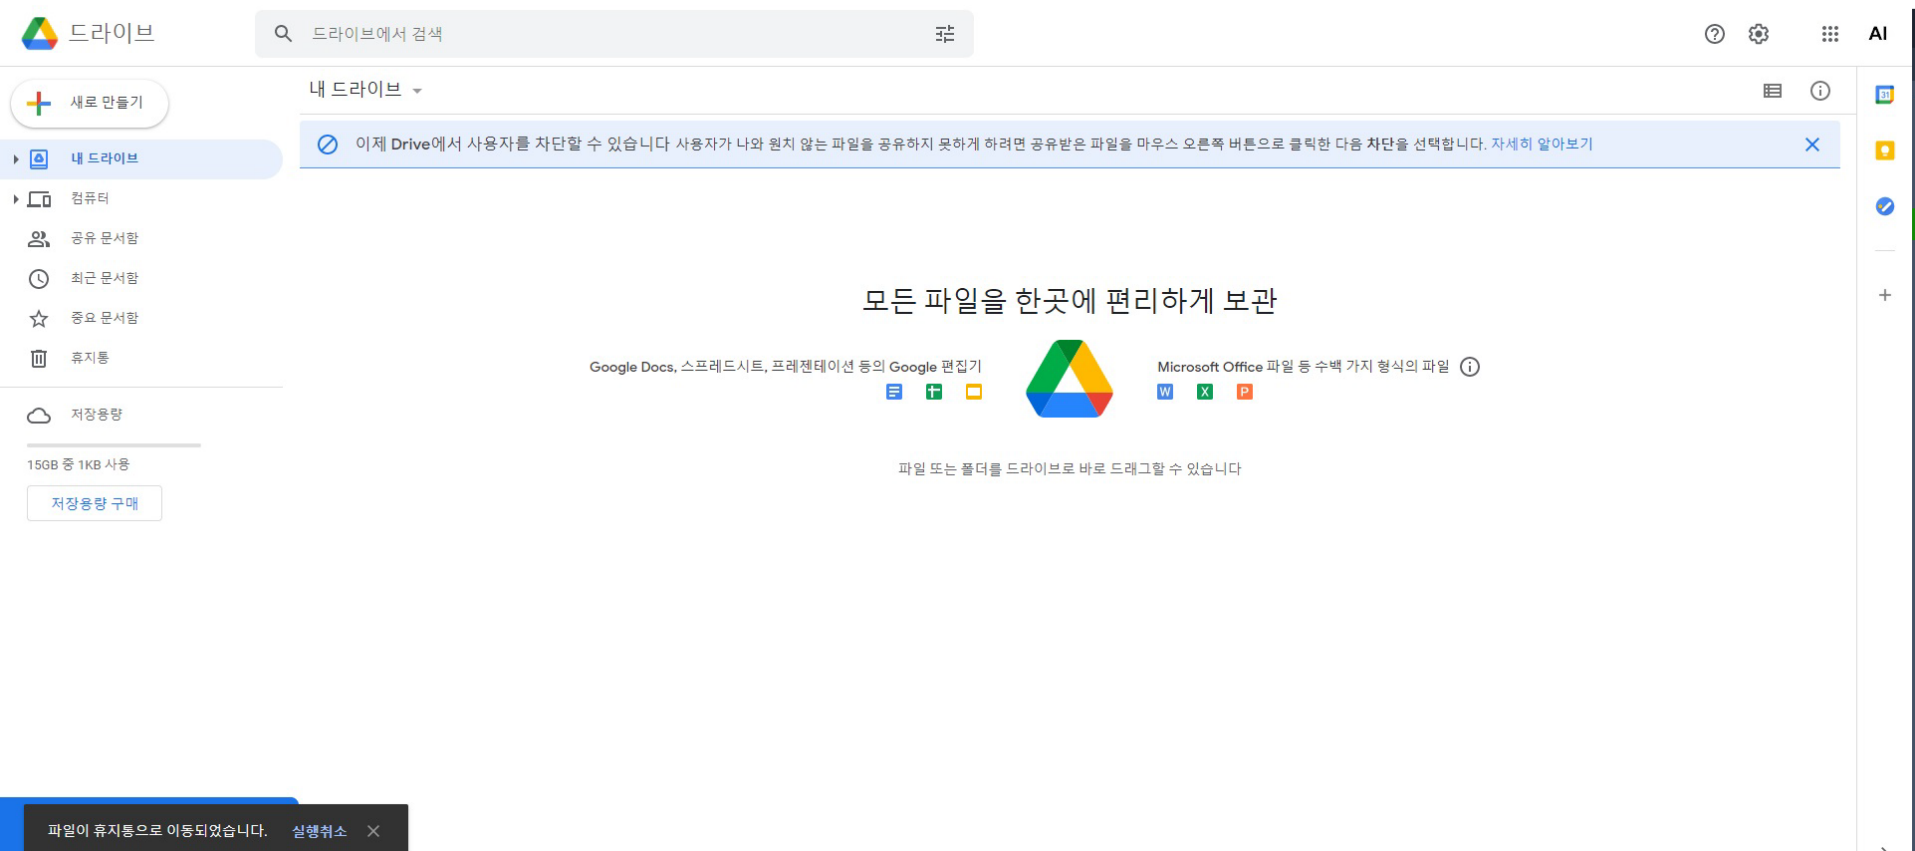 드라이브
드라이브에서 검색
AI
새로 만들기
내 드라이브
컴퓨터
공유 문서함
최근 문서함
중요 문서함
휴지통
저장용량
15GB 중 1KB 사용
저장용량 구매
내 드라이브
이제 Drive에서 사용자를 차단할 수 있습니다 사용자가 나와 원치 않는 파일을 공유하지 못하게 하려면 공유받은 파일을 마우스 오른쪽 버튼으로 클릭한 다음 차단을 선택합니다. 자세히 알아보기
모든 파일을 한곳에 편리하게 보관
Google Docs, 스프레드시트, 프레젠테이션 등의 Google 편집기
Microsoft Office 파일 등 수백 가지 형식의 파일
W X P
파일 또는 폴더를 드라이브로 바로 드래그할 수 있습니다
31
파일이 휴지통으로 이동되었습니다. 실행취소